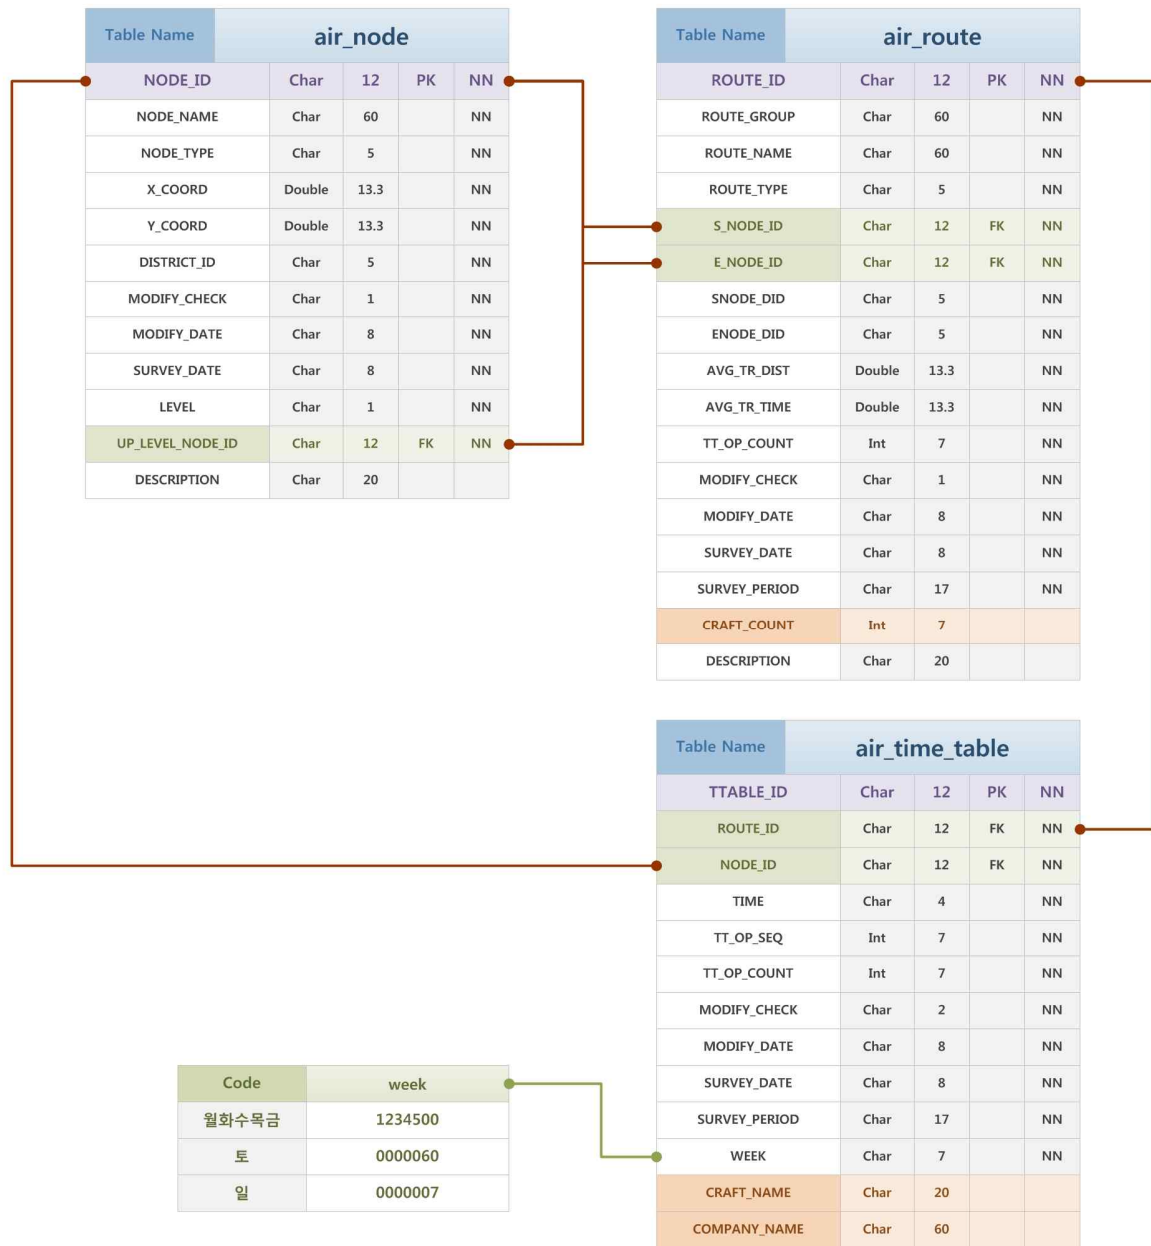 Table Name air_node
NODE_ID Char 12 PK NN
NODE_NAME Char 60 NN
NODE_TYPE Char 5 NN
X_COORD Double 13.3 NN
Y_COORD Double 13.3 NN
DISTRICT_ID Char 5 NN
MODIFY_CHECK Char 1 NN
MODIFY_DATE Char 8 NN
SURVEY_DATE Char 8 NN
LEVEL Char 1 NN
UP_LEVEL_NODE_ID Char 12 FK NN
DESCRIPTION Char 20
Table Name air_route
ROUTE_ID Char 12 PK NN
ROUTE_GROUP Char 60 NN
ROUTE_NAME Char 60 NN
ROUTE_TYPE Char 5 NN
S_NODE_ID Char 12 FK NN
E_NODE_ID Char 12 FK NN
SNODE_DID Char 5 NN
ENODE_DID Char 5 NN
AVG_TR_DIST Double 13.3 NN
AVG_TR_TIME Double 13.3 NN
TT_OP_COUNT Int 7 NN
MODIFY_CHECK Char 1 NN
MODIFY_DATE Char 8 NN
SURVEY_DATE Char 8 NN
SURVEY_PERIOD Char 17 NN
CRAFT_COUNT Int 7
DESCRIPTION Char 20
Table Name air_time_table
TTABLE_ID Char 12 PK NN
ROUTE_ID Char 12 FK NN
NODE_ID Char 12 FK NN
TIME Char 4 NN
TT_OP_SEQ Int 7 NN
TT_OP_COUNT Int 7 NN
MODIFY_CHECK Char 2 NN
MODIFY_DATE Char 8 NN
SURVEY_DATE Char 8 NN
SURVEY_PERIOD Char 17 NN
WEEK Char 7 NN
CRAFT_NAME Char 20
COMPANY_NAME Char 60
Code week
월화수목금 1234500
토 0000060
일 0000007